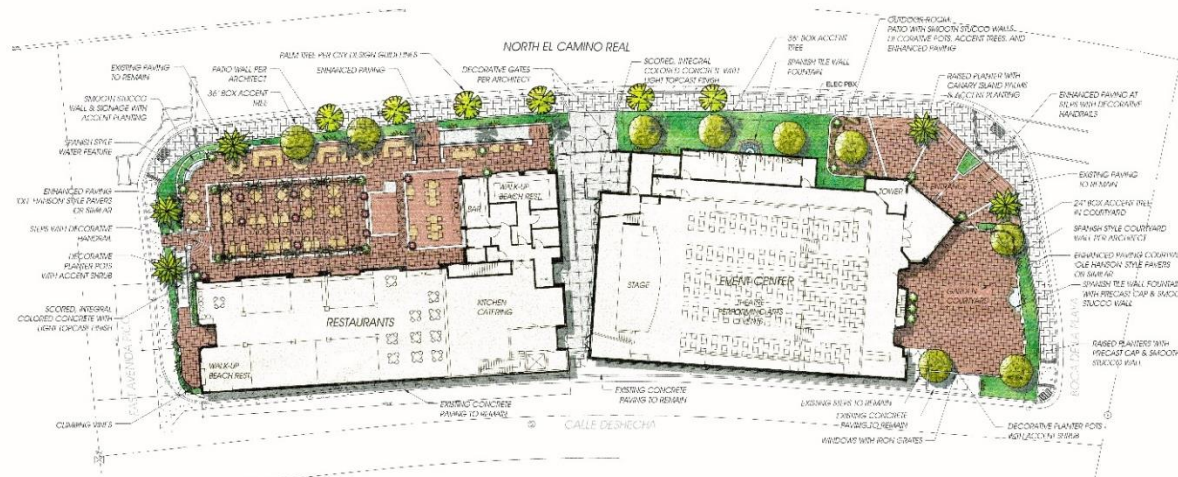 NORTH EL CAMINO REAL
EXISTING PAVING
TO REMAIN
PATIO WALL PER
ARCHITECT
36" BOX ACCENT
PALM TREE PER CITY DESIGN GUIDELINES
ENHANCED PAVING
DECORATIVE GATES
PER ARCHITECT
SCORED, INTEGRAL
COLORED CONCRETE WITH
LIGHT TOPCAST FINISH
36" BOX ACCENT
TREE
SPANISH TILE WALL
FOUNTAIN
ELEC PBX
OUTDOOR ROOM:
PATIO WITH SMOOTH STUCCO WALLS,
DECORATIVE POTS, ACCENT TREES, AND
ENHANCED PAVING
RAISED PLANTER WITH
CANARY ISLAND PALMS
& ACCENT PLANTING
ENHANCED PAVING AT
STEPS WITH DECORATIVE
HANDRAILS
EXISTING PAVING
TO REMAIN
24" BOX ACCENT TREE
IN COURTYARD
SPANISH STYLE COURTYARD
WALL PER ARCHITECT
ENHANCED PAVING COURTYARD
'OLE HANSON' STYLE PAVERS
OR SIMILAR
SPANISH TILE WALL FOUNTAIN
WITH PRECAST CAP & SMOOTH
STUCCO WALL
RAISED PLANTERS WITH
PRECAST CAP & SMOOTH
STUCCO WALL
DECORATIVE PLANTER POTS
WITH ACCENT SHRUB
SMOOTH STUCCO
WALL & SIGNAGE WITH
ACCENT PLANTING
SPANISH STYLE
WATER FEATURE
ENHANCED PAVING
'HANSON' STYLE PAVERS
OR SIMILAR
STEPS WITH DECORATIVE
HANDRAIL
DECORATIVE
PLANTER POTS
WITH ACCENT SHRUB
SCORED, INTEGRAL
COLORED CONCRETE WITH
LIGHT TOPCAST FINISH
CLIMBING VINES
WALK-UP
BEACH REST.
BAR
RESTAURANTS
KITCHEN
CATERING
WALK-UP
BEACH REST.
STAGE
EVENT CENTER
THEATRE
PERFORMING ARTS
EVENTS
TOWER
GARDEN
COURTYARD
EXISTING CONCRETE
PAVING TO REMAIN
EXISTING CONCRETE
PAVING TO REMAIN
EXISTING STEPS TO REMAIN
EXISTING CONCRETE
PAVING TO REMAIN
WINDOWS WITH IRON GRATES
CALLE DESHECHA
BOCA DE LA PLAYA